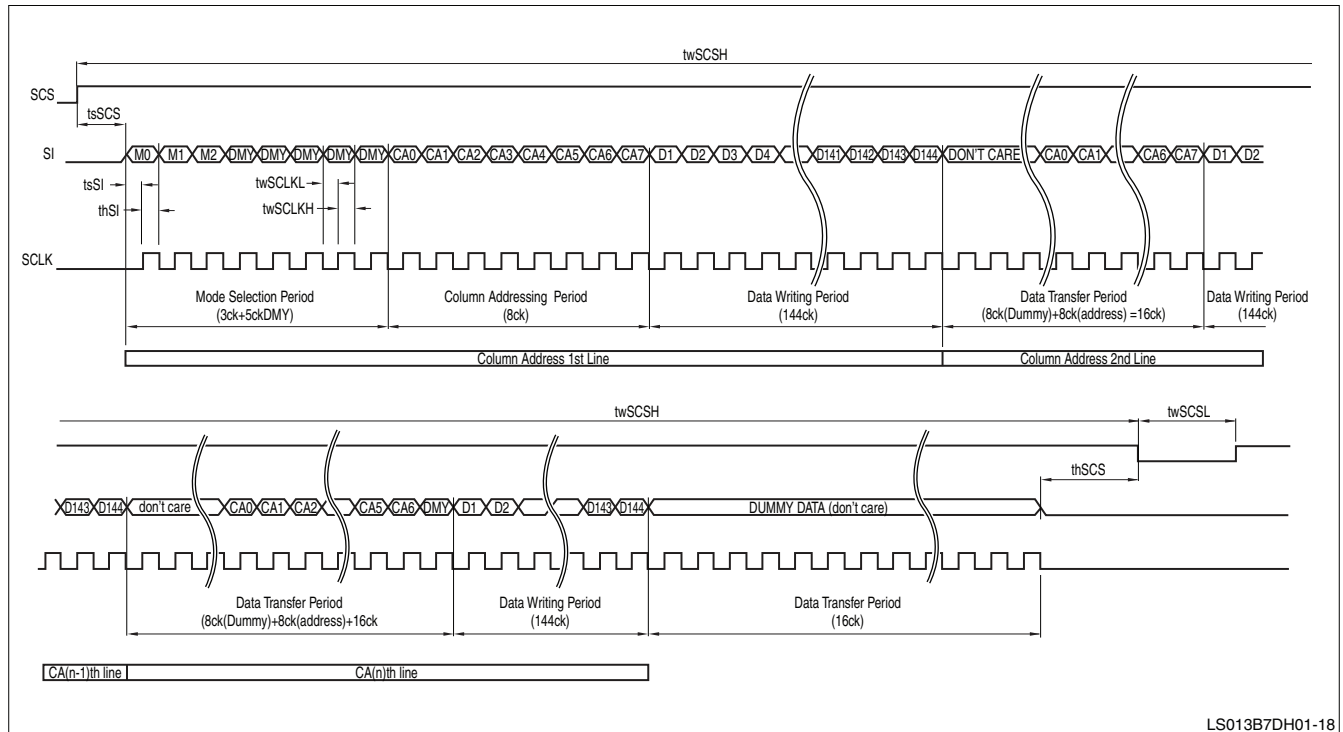 twSCSH
SCS
tsSCS
SI
M0 M1 M2 DMY DMY DMY DMY DMY CA0 CA1 CA2 CA3 CA4 CA5 CA6 CA7 D1 D2 D3 D4 D141 D142 D143 D144 DON'T CARE CA0 CA1 CA6 CA7 D1 D2
tsSI
twSCLKL
thSI
twSCLKH
SCLK
Mode Selection Period
(3ck+5ckDMY)
Column Addressing Period
(8ck)
Data Writing Period
(144ck)
Data Transfer Period
(8ck(Dummy)+8ck(address) =16ck)
Data Writing Period
(144ck)
Column Address 1st Line
Column Address 2nd Line
twSCSH
twSCSL
thSCS
D143 D144 don't care CA0 CA1 CA2 CA5 CA6 DMY D1 D2 D143 D144 DUMMY DATA (don't care)
Data Transfer Period
(8ck(Dummy)+8ck(address)+16ck
Data Writing Period
(144ck)
Data Transfer Period
(16ck)
CA(n-1)th line
CA(n)th line
LS013B7DH01-18